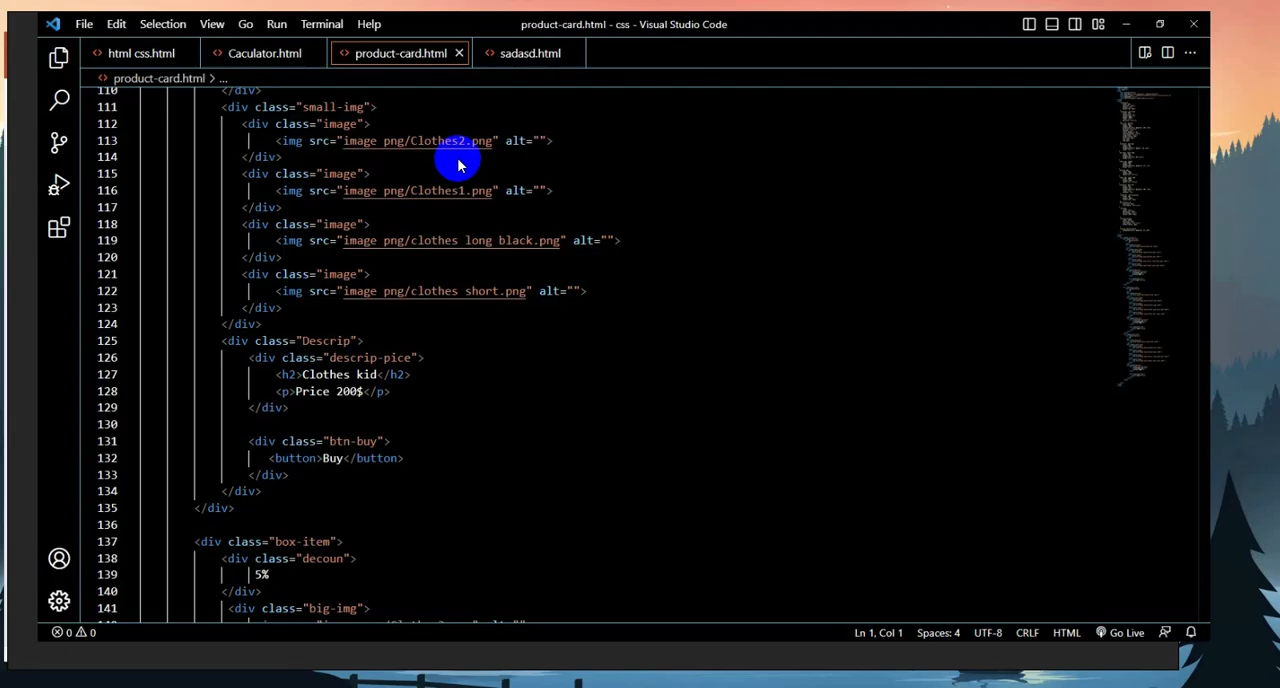 File Edit Selection View Go Run Terminal Help
product-card.html - css - Visual Studio Code
html css.html
Caculator.html
product-card.html
sadasd.html
product-card.html > ...
110 </div>
111 <div class="small-img">
112 <div class="image">
113 <img src="image png/Clothes2.png" alt="">
114 </div>
115 <div class="image">
116 <img src="image png/Clothes1.png" alt="">
117 </div>
118 <div class="image">
119 <img src="image png/clothes long black.png" alt="">
120 </div>
121 <div class="image">
122 <img src="image png/clothes short.png" alt="">
123 </div>
124 </div>
125 <div class="Descrip">
126 <div class="descrip-pice">
127 <h2>Clothes kid</h2>
128 <p>Price 200$</p>
129 </div>
130
131 <div class="btn-buy">
132 <button>Buy</button>
133 </div>
134 </div>
135 </div>
136
137 <div class="box-item">
138 <div class="decoun">
139 5%
140 </div>
141 <div class="big-img">
0 0
Ln 1, Col 1 Spaces: 4 UTF-8 CRLF HTML Go Live